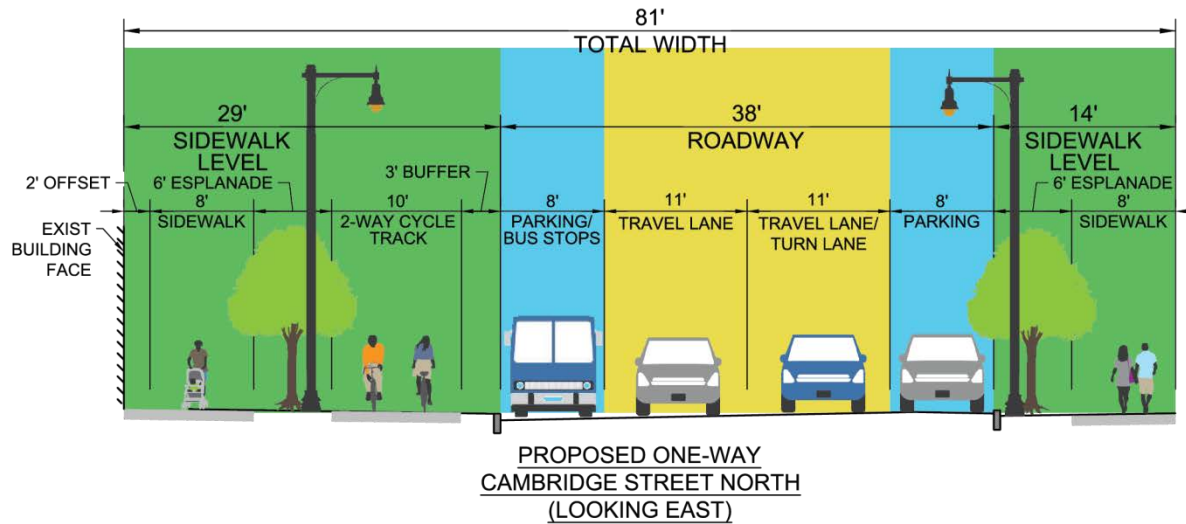 81'
TOTAL WIDTH
29'
SIDEWALK
LEVEL
38'
ROADWAY
14'
SIDEWALK
LEVEL
2' OFFSET
6' ESPLANADE
3' BUFFER
6' ESPLANADE
8'
SIDEWALK
10'
2-WAY CYCLE
TRACK
8'
PARKING/
BUS STOPS
11'
TRAVEL LANE
11'
TRAVEL LANE/
TURN LANE
8'
PARKING
8'
SIDEWALK
EXIST
BUILDING
FACE
PROPOSED ONE-WAY
CAMBRIDGE STREET NORTH
(LOOKING EAST)